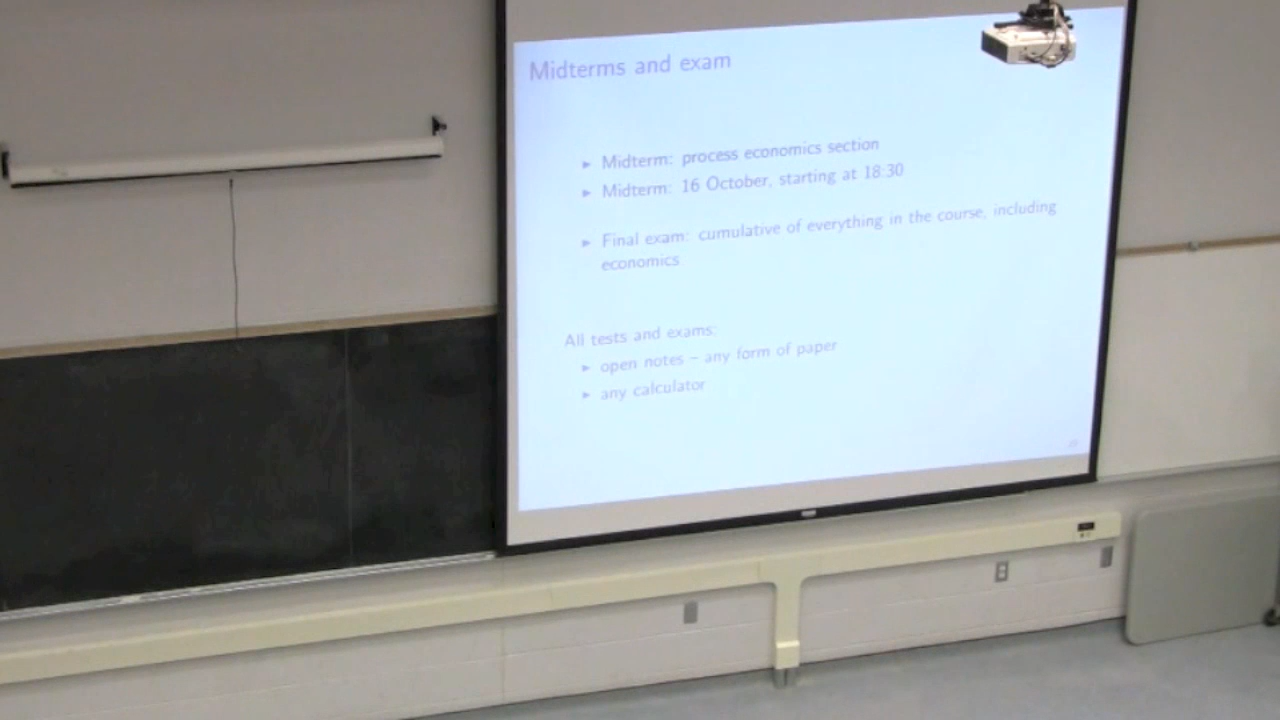 Midterms and exam
▸ Midterm: process economics section
▸ Midterm: 16 October, starting at 18:30
▸ Final exam: cumulative of everything in the course, including
economics
All tests and exams:
▸ open notes – any form of paper
▸ any calculator